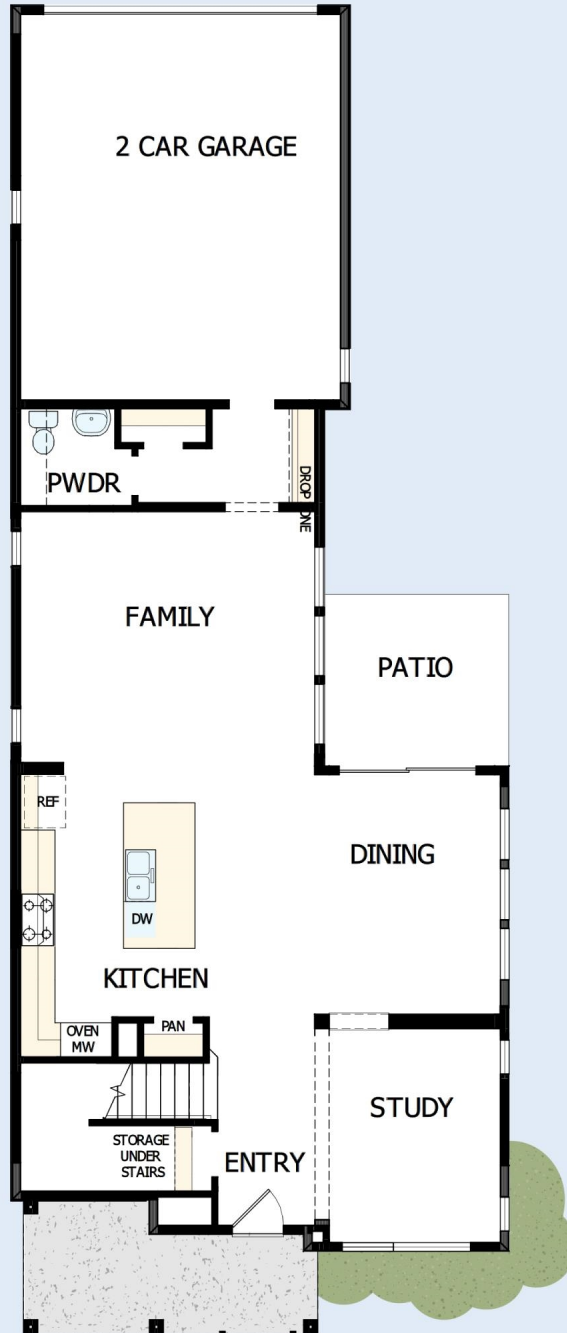 2 CAR GARAGE
PWDR
DROP
FAMILY
PATIO
REF
DINING
DW
KITCHEN
OVEN
MW
PAN
STUDY
STORAGE
UNDER
STAIRS
ENTRY